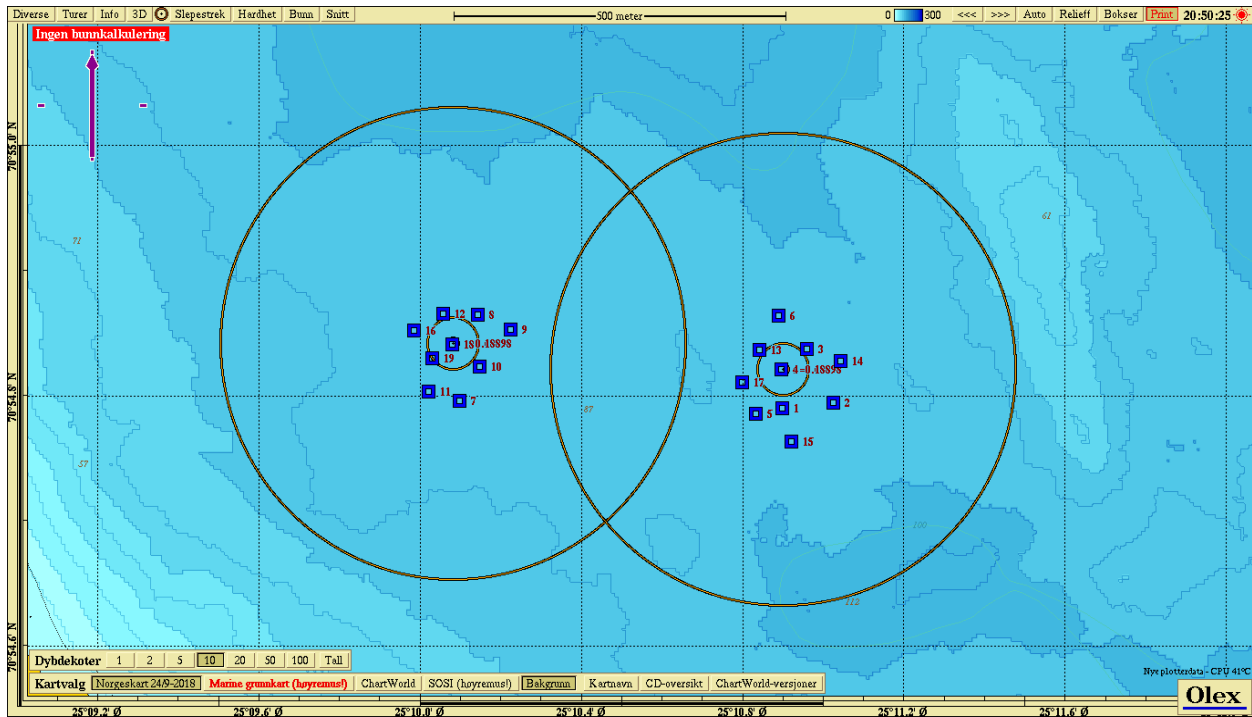 Diverse Turer Info 3D Slepestrek Hardhet Bunn Snitt 500 meter 0 300 <<< >>> Auto Relieff Bokser Print 20:50:25
Ingen bunnkalkulering
70°55.0' N
61
71
6
12 8
16 9
18 0.48898
13 3
19 14
10 4=0.48898
17
70°54.8' N
11 7
87
5 1 2
15
57
100
112
70°54.6' N
Dybdekoter 1 2 5 10 20 50 100 Tall
Nye plotterdata - CPU 41°C
Kartvalg Norgeskart 24/9-2018 Marine grunnkart (høyremus!) ChartWorld SOSI (høyremus!) Bakgrunn Kartnavn CD-oversikt ChartWorld-versjoner
Olex
25°09.2' Ø 25°09.6' Ø 25°10.0' Ø 25°10.4' Ø 25°10.8' Ø 25°11.2' Ø 25°11.6' Ø